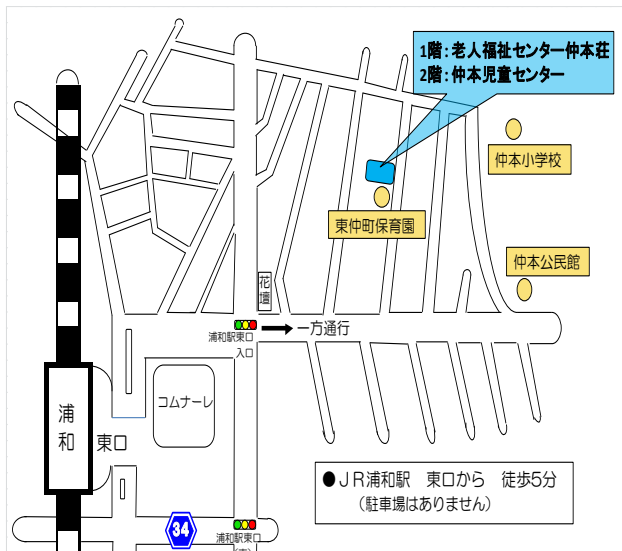 1階：老人福祉センター仲本荘
2階：仲本児童センター
仲本小学校
東仲町保育園
仲本公民館
花壇
浦和駅東口
入口
一方通行
コムナーレ
浦和
東口
●JR浦和駅　東口から　徒歩5分
（駐車場はありません）
34
浦和駅東口